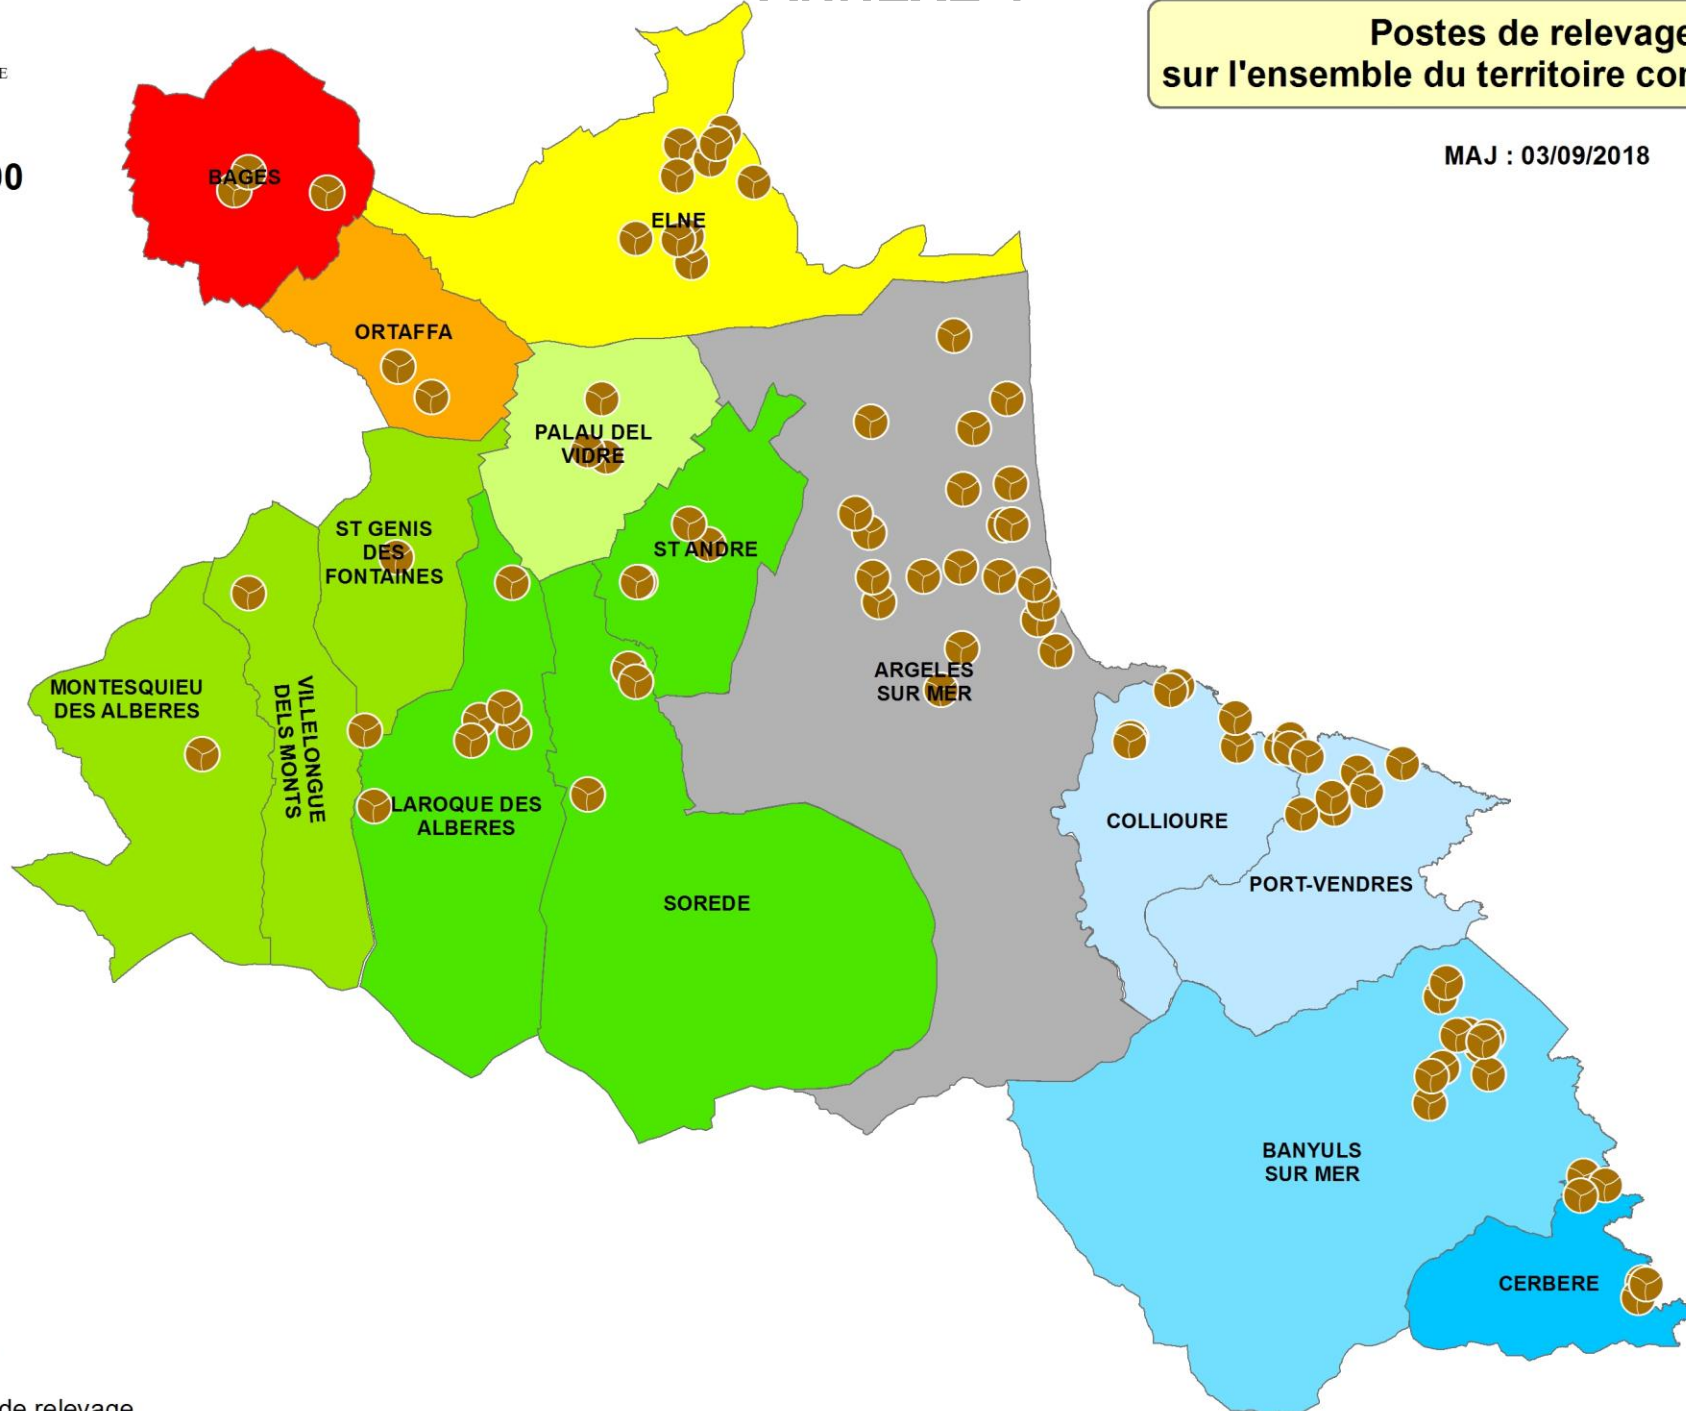 Postes de relevage
sur l'ensemble du territoire
MAJ : 03/09/2018
BAGES
ELNE
ORTAFFA
PALAU DEL
VIDRE
ST GENIS
DES
FONTAINES
ST ANDRE
MONTESQUIEU
DES ALBERES
VILLELONGUE
DELS MONTS
ARGELES
SUR MER
LAROQUE DES
ALBERES
COLLIOURE
SOREDE
PORT-VENDRES
BANYULS
SUR MER
CERBERE
de relevage